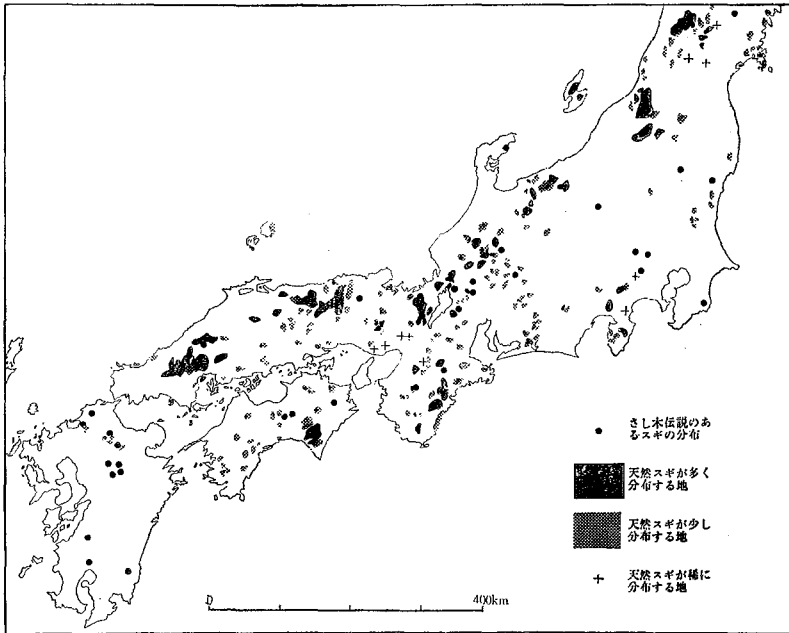 さし木伝説のあ
るスギの分布
天然スギが多く
分布する地
天然スギが少し
分布する地
天然スギが稀に
分布する地
0 400km